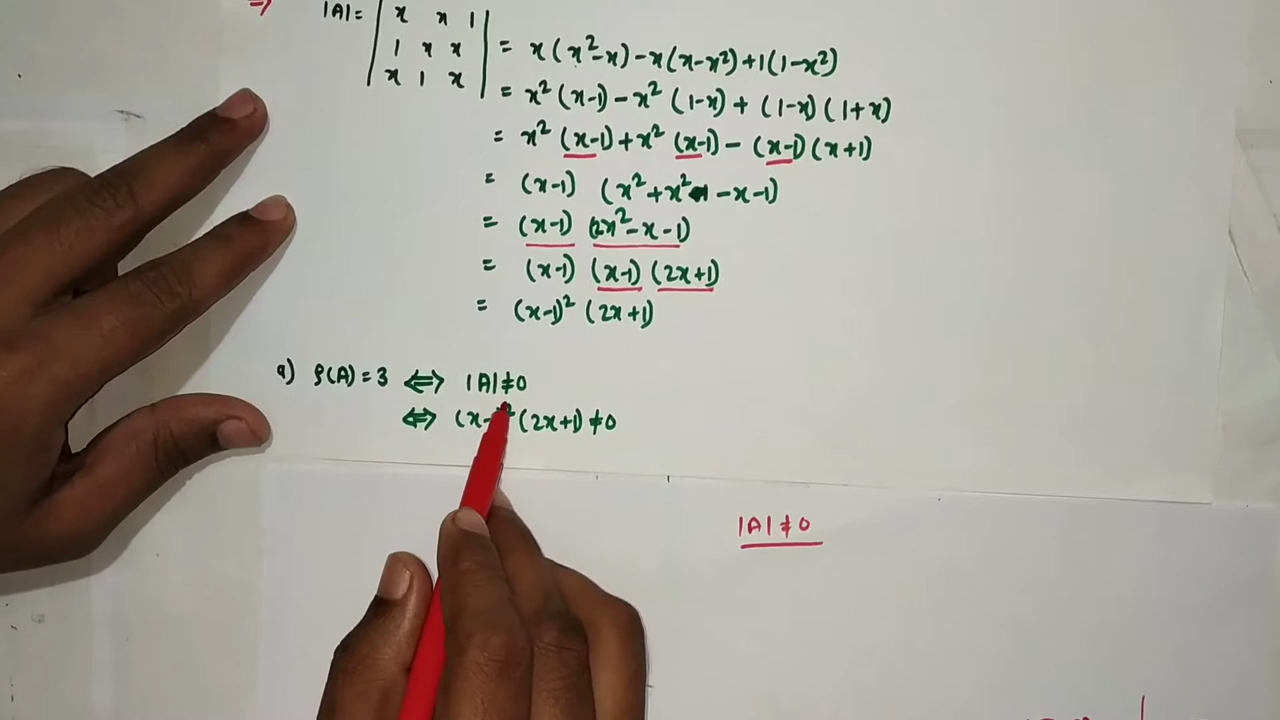 ⇒ |A| = | x x 1 |
| 1 x x | = x(x²-x) - x(x-x²) + 1(1-x²)
| x 1 x | = x²(x-1) - x²(1-x) + (1-x)(1+x)
= x²(x-1) + x²(x-1) - (x-1)(x+1)
= (x-1) (x²+x² -x-1)
= (x-1) (2x²-x-1)
= (x-1) (x-1) (2x+1)
= (x-1)² (2x+1)
a) ρ(A) = 3 ⇔ |A| ≠ 0
⇔ (x- ² (2x+1) ≠ 0
|A| ≠ 0